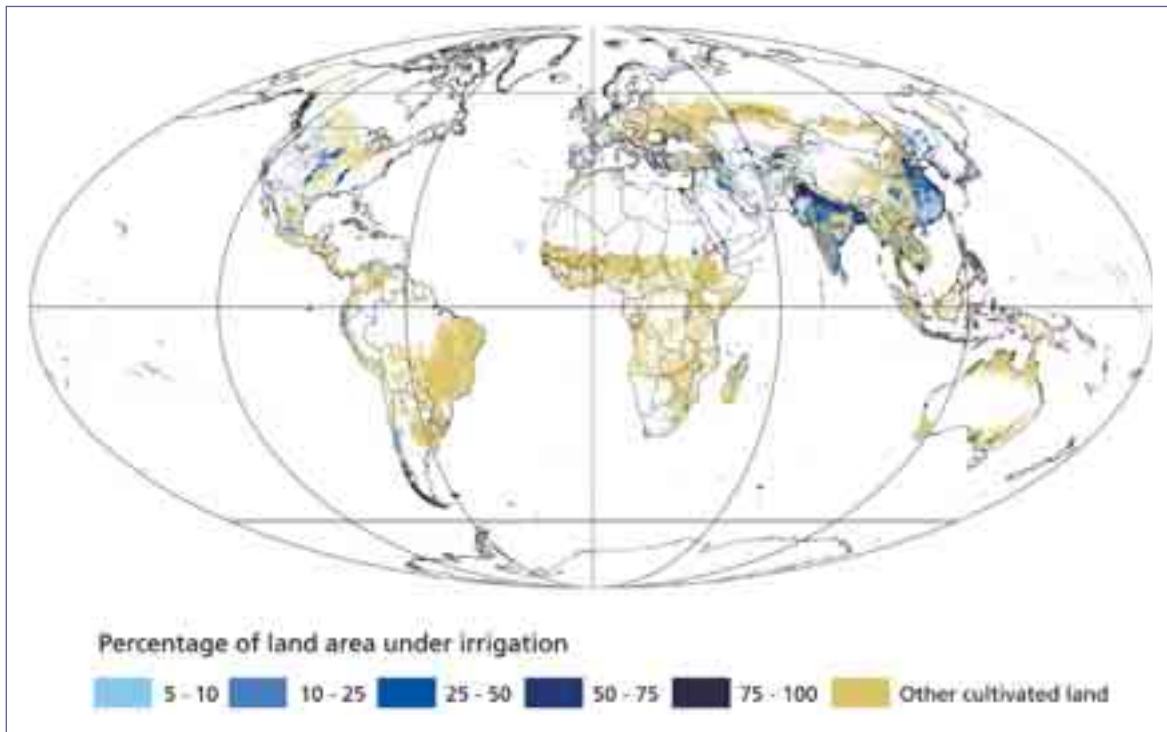 Percentage of land area under irrigation
5 - 10 10 - 25 25 - 50 50 - 75 75 - 100 Other cultivated land